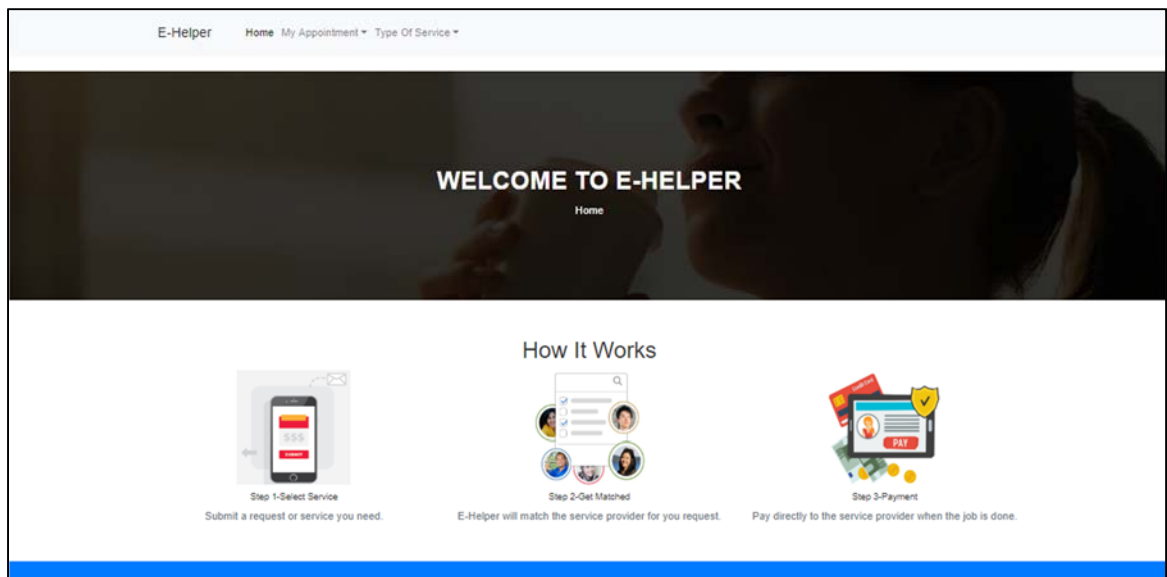 E-Helper Home My Appointment Type Of Service
WELCOME TO E-HELPER
Home
How It Works
Credit Card
$$$
SUBMIT
PAY
Step 1-Select Service
Step 2-Get Matched
Step 3-Payment
Submit a request or service you need.
E-Helper will match the service provider for you request.
Pay directly to the service provider when the job is done.